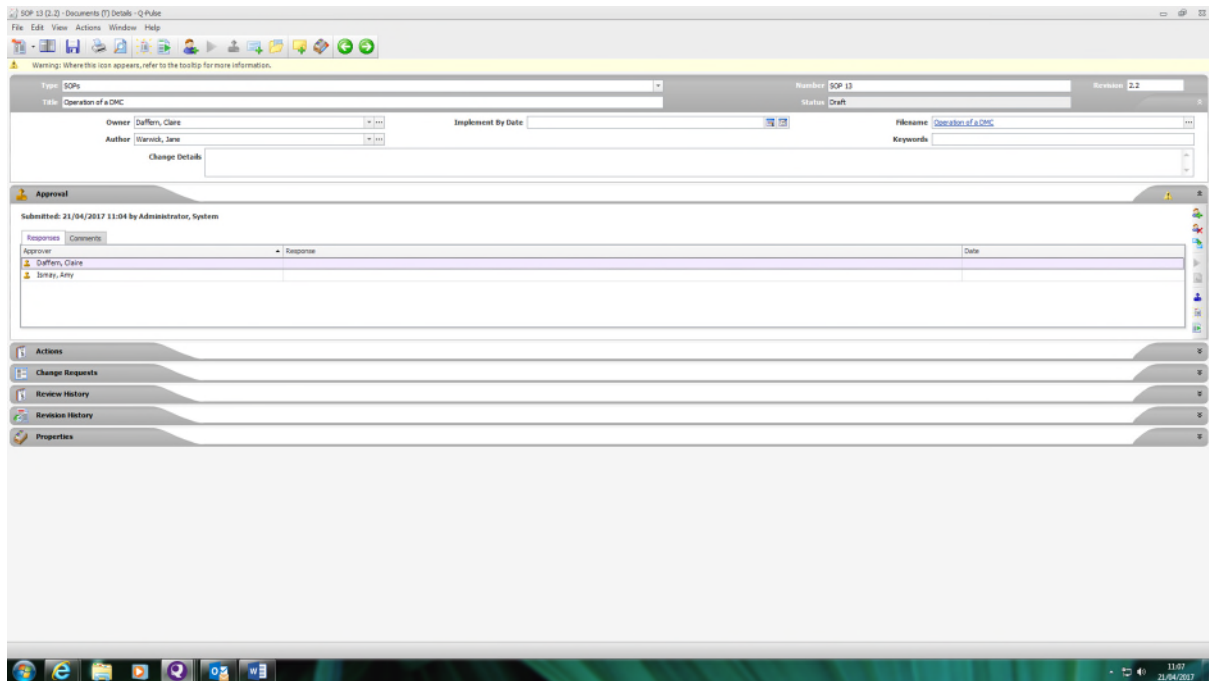 SOP 13 (2.2) - Documents (T) Details - Q-Pulse
File Edit View Actions Window Help
Warning: Where this icon appears, refer to the tooltip for more information.
Type SOPs Number SOP 13 Revision 2.2
Title Operation of a DMC Status Draft
Owner Daffern, Claire Implement By Date Filename Operation of a DMC
Author Warwick, Jane Keywords
Change Details
Approval
Submitted: 21/04/2017 11:04 by Administrator, System
Responses Comments
Approver Response Date
Daffern, Claire
Ismay, Amy
Actions
Change Requests
Review History
Revision History
Properties
11:07
21/04/2017